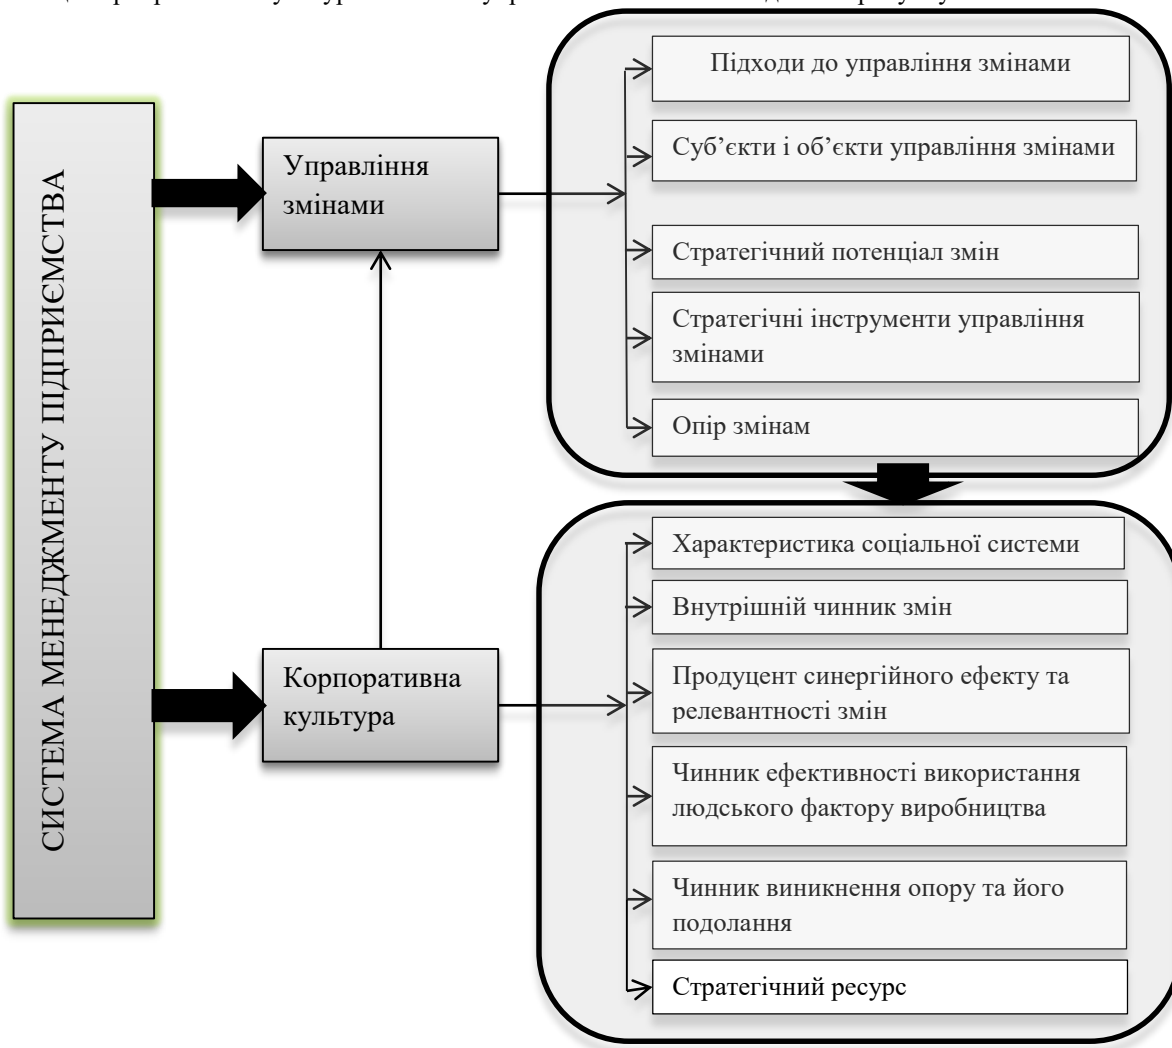 СИСТЕМА МЕНЕДЖМЕНТУ ПІДПРИЄМСТВА
Управління
змінами
Підходи до управління змінами
Суб’єкти і об’єкти управління змінами
Стратегічний потенціал змін
Стратегічні інструменти управління
змінами
Опір змінам
Корпоративна
культура
Характеристика соціальної системи
Внутрішній чинник змін
Продуцент синергійного ефекту та
релевантності змін
Чинник ефективності використання
людського фактору виробництва
Чинник виникнення опору та його
подолання
Стратегічний ресурс